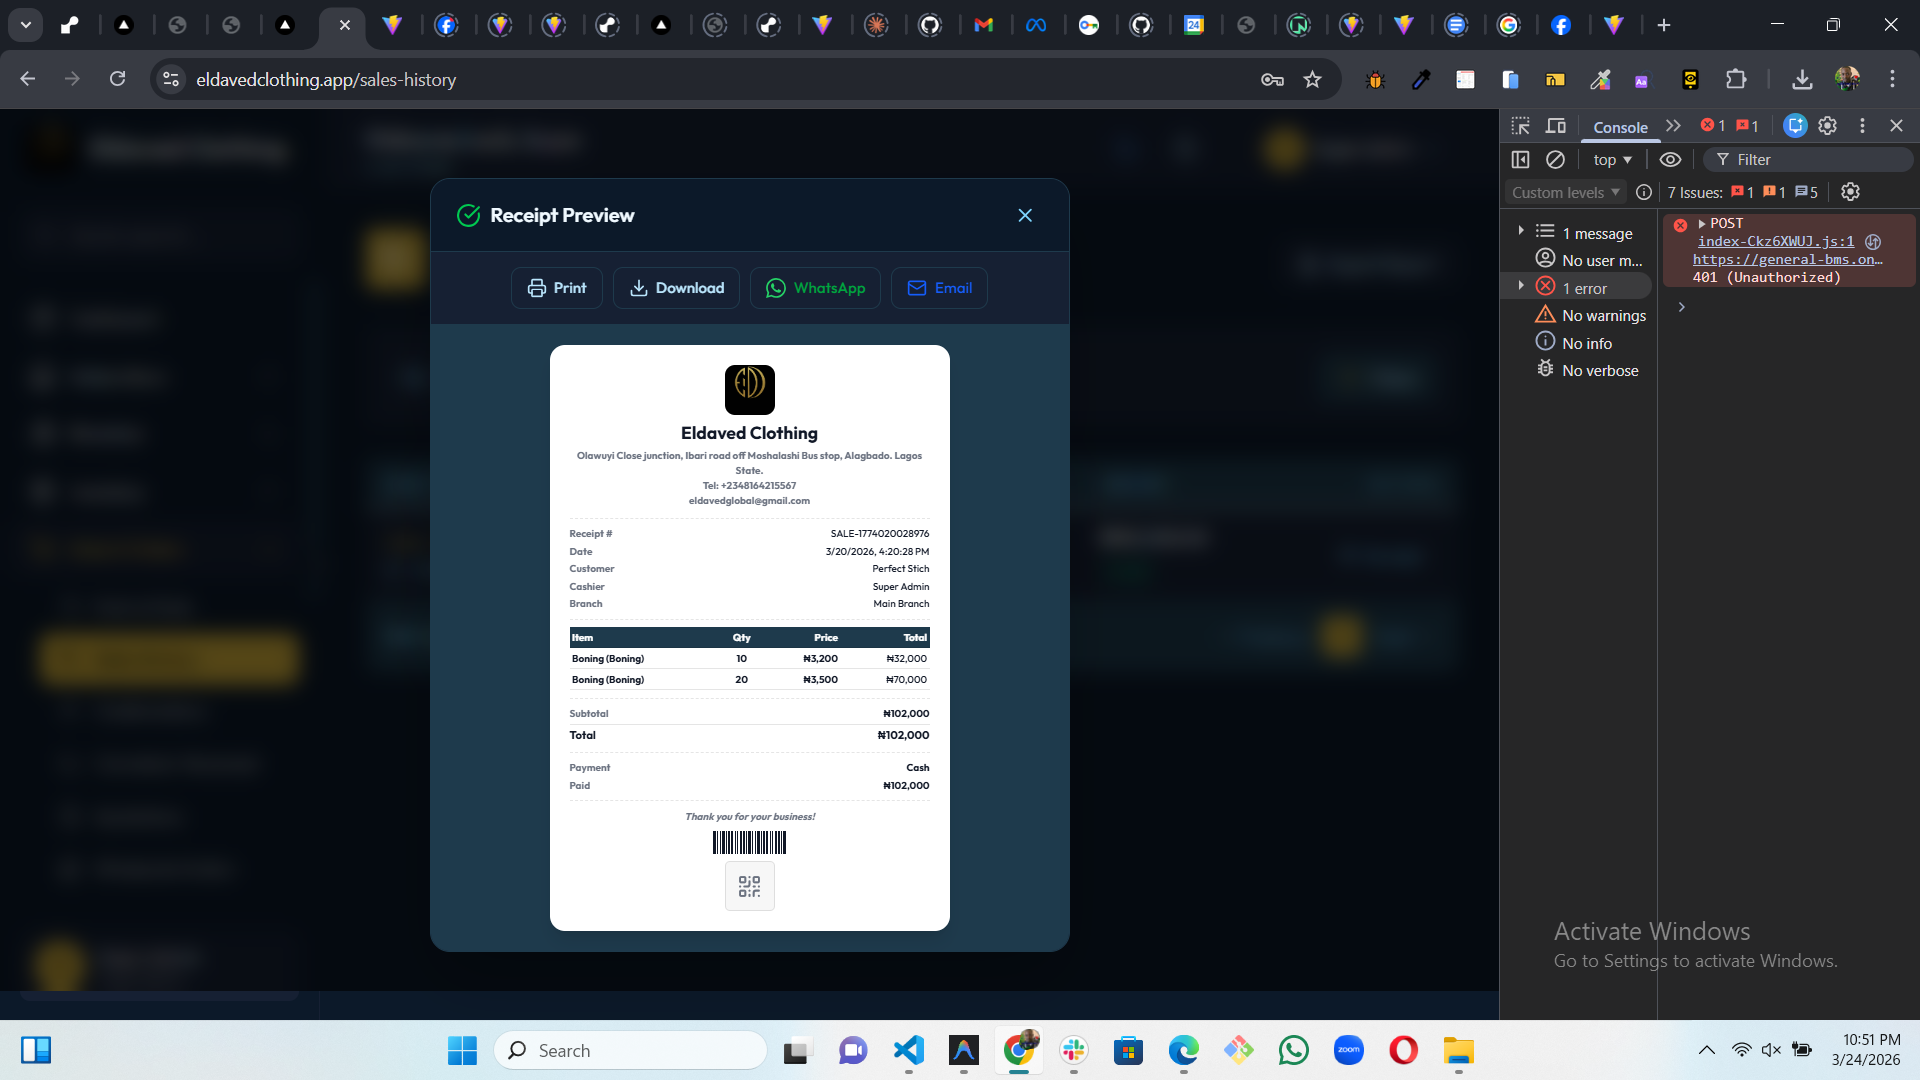 eldavedclothing.app/sales-history
Console
1
1
top
Filter
Custom levels
7 Issues:
1
1
5
1 message
No user m...
1 error
No warnings
No info
No verbose
POST
index-Ckz6XWUJ.js:1
https://general-bms.on…
401 (Unauthorized)
Receipt Preview
Print
Download
WhatsApp
Email
Eldaved Clothing
Olawuyi Close junction, Ibari road off Moshalashi Bus stop, Alagbado. Lagos
State.
Tel: +2348164215567
eldavedglobal@gmail.com
Receipt # SALE-1774020028976
Date 3/20/2026, 4:20:28 PM
Customer Perfect Stich
Cashier Super Admin
Branch Main Branch
Item Qty Price Total
Boning (Boning) 10 ₦3,200 ₦32,000
Boning (Boning) 20 ₦3,500 ₦70,000
Subtotal ₦102,000
Total ₦102,000
Payment Cash
Paid ₦102,000
Thank you for your business!
Activate Windows
Go to Settings to activate Windows.
Search
zoom
10:51 PM
3/24/2026